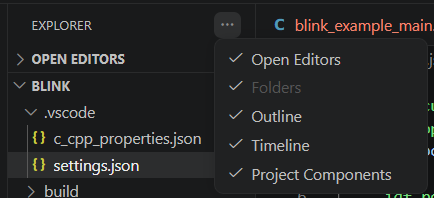 EXPLORER
OPEN EDITORS
BLINK
.vscode
{ } c_cpp_properties.json
{ } settings.json
build
Open Editors
Folders
Outline
Timeline
Project Components
blink_example_main.